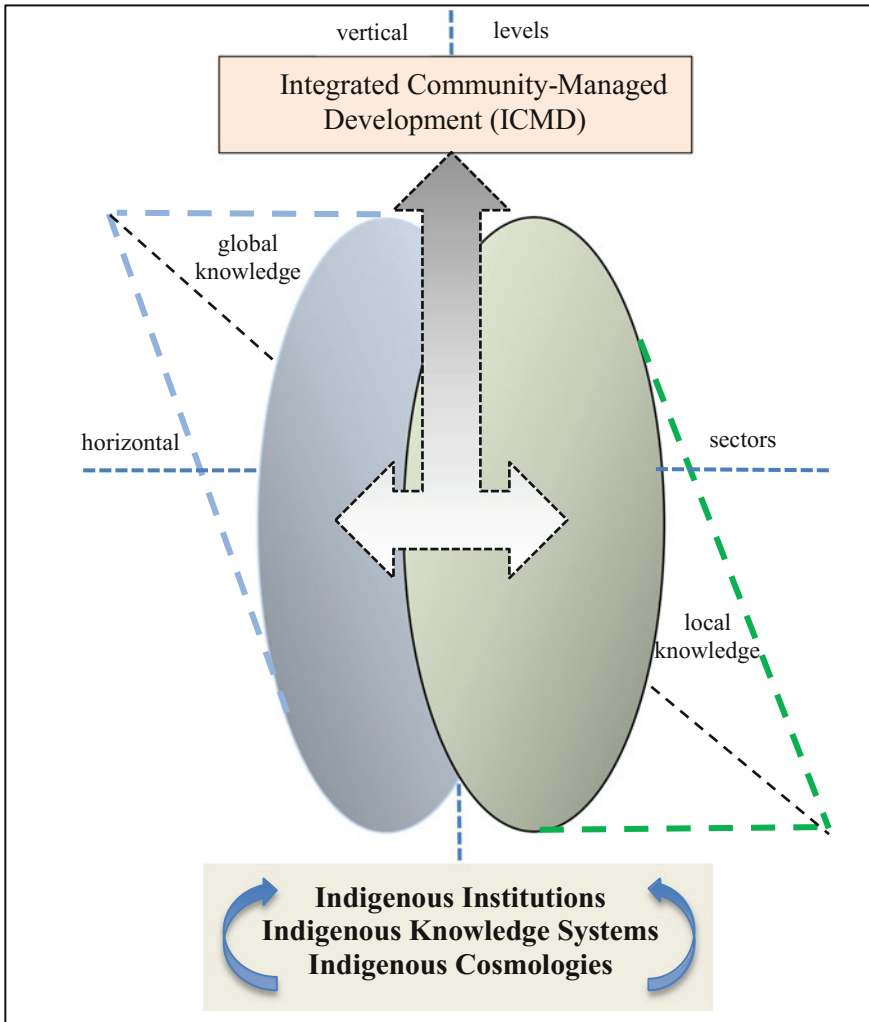 vertical levels
Integrated Community-Managed
Development (ICMD)
global
knowledge
horizontal
sectors
local
knowledge
Indigenous Institutions
Indigenous Knowledge Systems
Indigenous Cosmologies